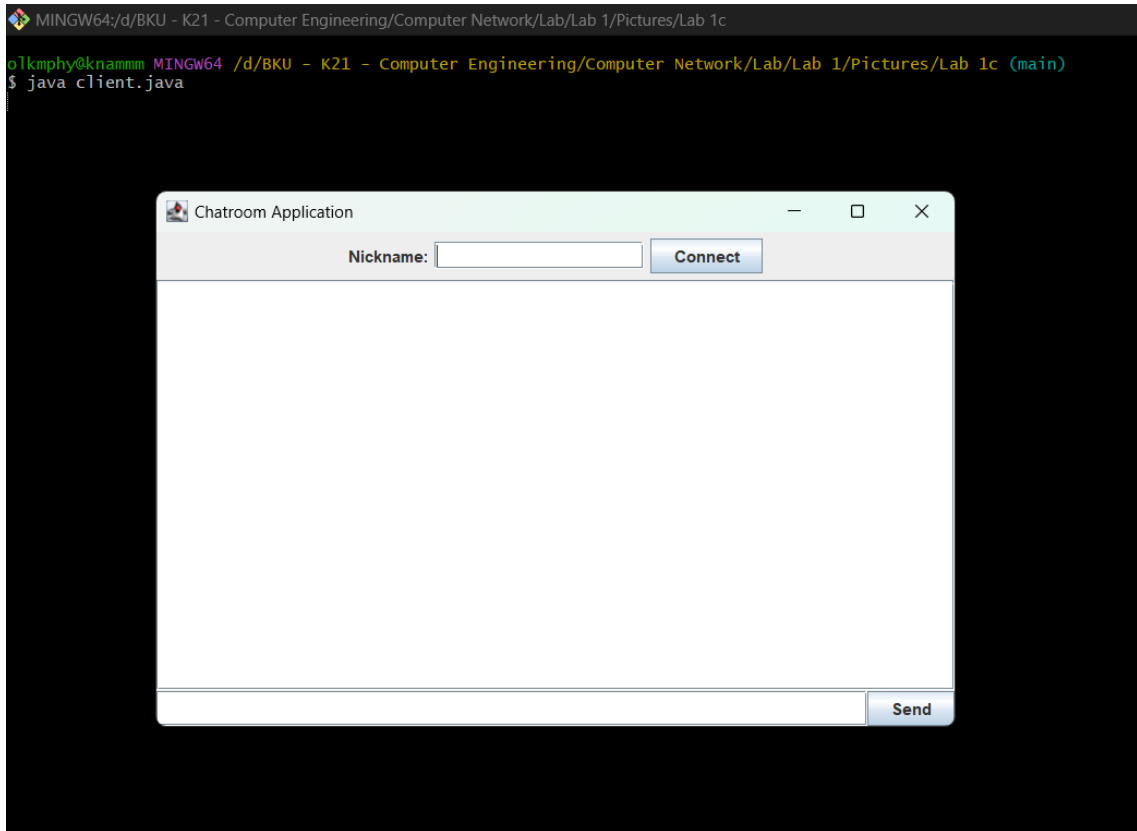 MINGW64:/d/BKU - K21 - Computer Engineering/Computer Network/Lab/Lab 1/Pictures/Lab 1c
olkmphy@knammm MINGW64 /d/BKU - K21 - Computer Engineering/Computer Network/Lab/Lab 1/Pictures/Lab 1c (main)
$ java client.java
Chatroom Application
Nickname: Connect
Send